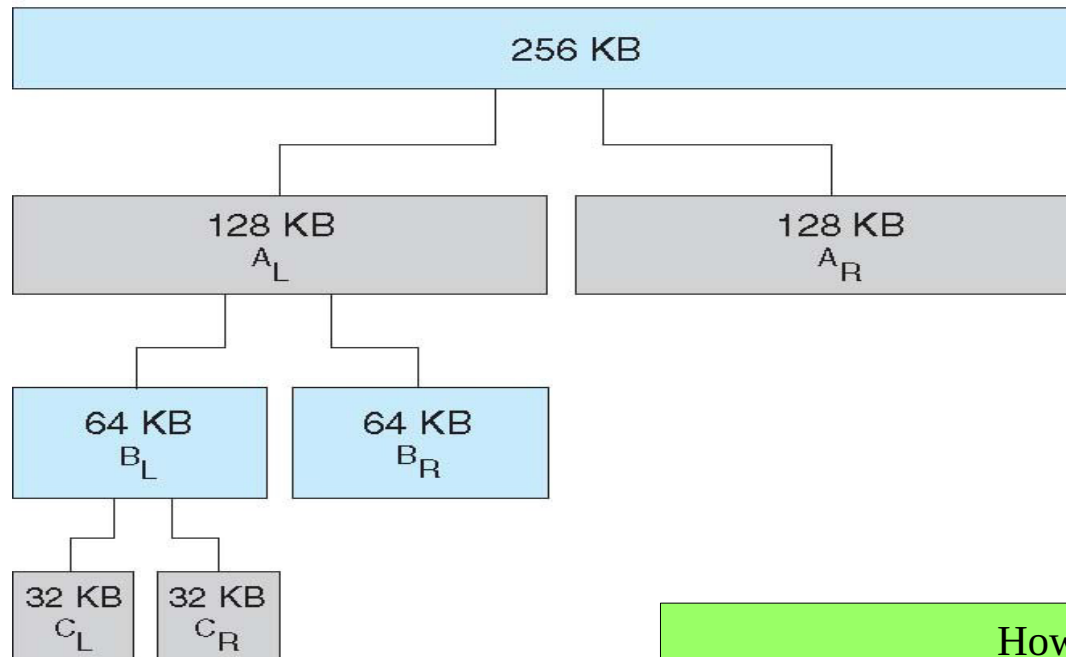 256 KB
128 KB
A_L
128 KB
A_R
64 KB
B_L
64 KB
B_R
32 KB
C_L
32 KB
C_R
How